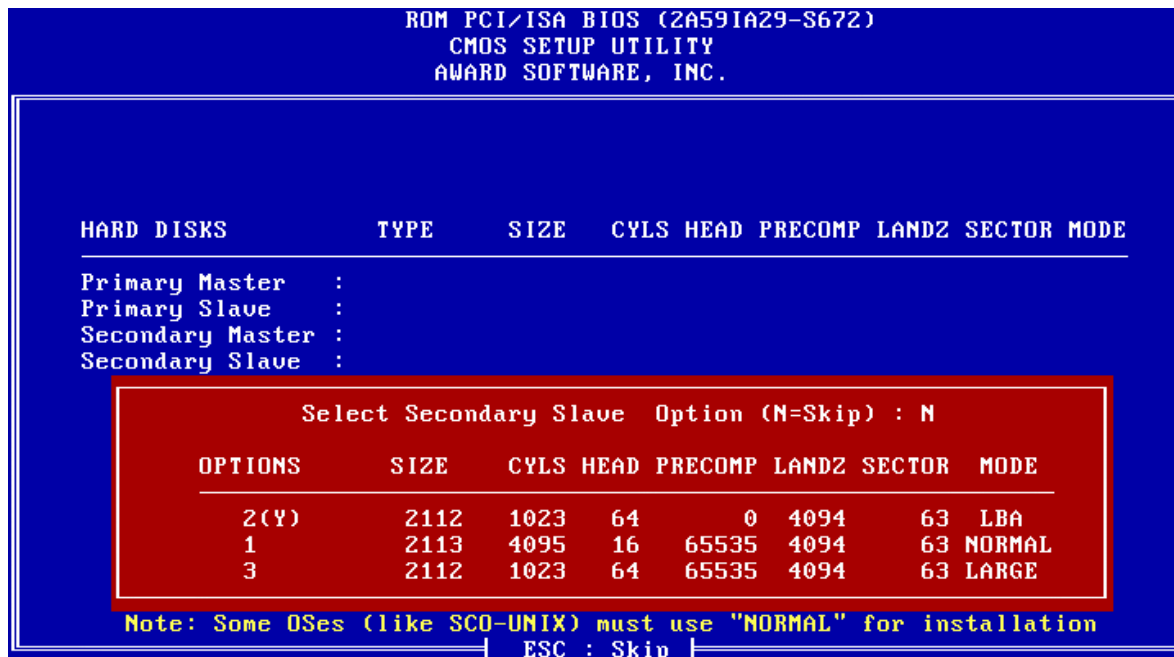 ROM PCI/ISA BIOS (2A59IA29-S672)
CMOS SETUP UTILITY
AWARD SOFTWARE, INC.
HARD DISKS TYPE SIZE CYLS HEAD PRECOMP LANDZ SECTOR MODE
Primary Master :
Primary Slave :
Secondary Master :
Secondary Slave :
Select Secondary Slave Option (N=Skip) : N
OPTIONS SIZE CYLS HEAD PRECOMP LANDZ SECTOR MODE
2(Y) 2112 1023 64 0 4094 63 LBA
1 2113 4095 16 65535 4094 63 NORMAL
3 2112 1023 64 65535 4094 63 LARGE
Note: Some OSes (like SCO-UNIX) must use "NORMAL" for installation
ESC : Skip